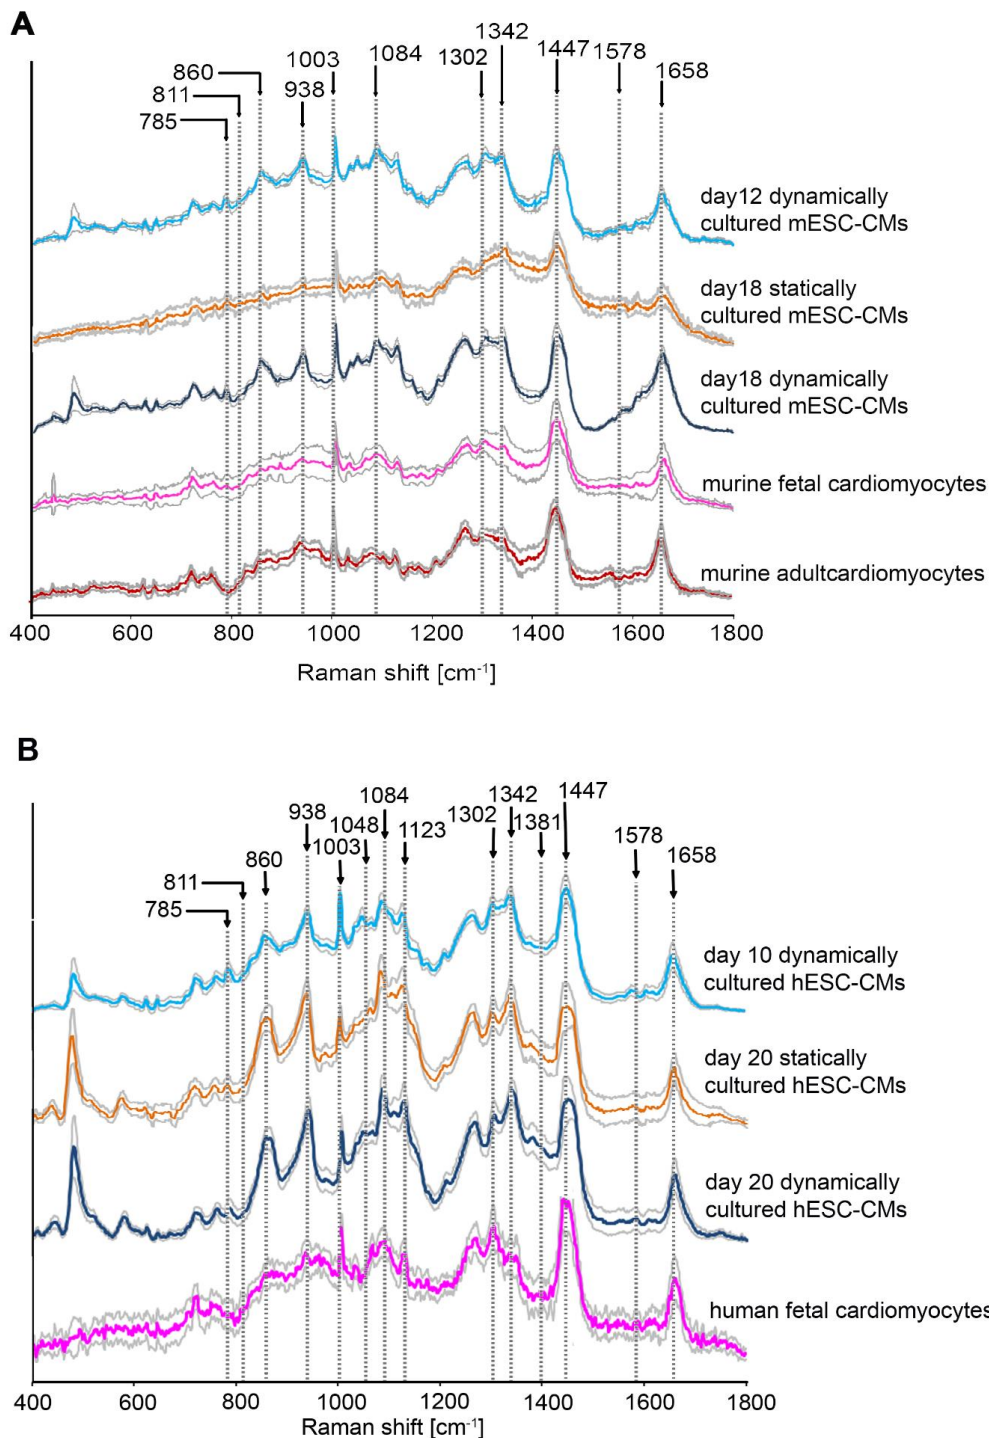 A
1342
1003
1084
1302
1447
1578
860
938
1658
811
785
day12 dynamically
cultured mESC-CMs
day18 statically
cultured mESC-CMs
day18 dynamically
cultured mESC-CMs
murine fetal cardiomyocytes
murine adultcardiomyocytes
400 600 800 1000 1200 1400 1600 1800
Raman shift [cm-1]
B
1084
1342
1447
938
1048
1123
1302
1381
1003
1578
860
1658
811
785
day 10 dynamically
cultured hESC-CMs
day 20 statically
cultured hESC-CMs
day 20 dynamically
cultured hESC-CMs
human fetal cardiomyocytes
400 600 800 1000 1200 1400 1600 1800
Raman shift [cm-1]